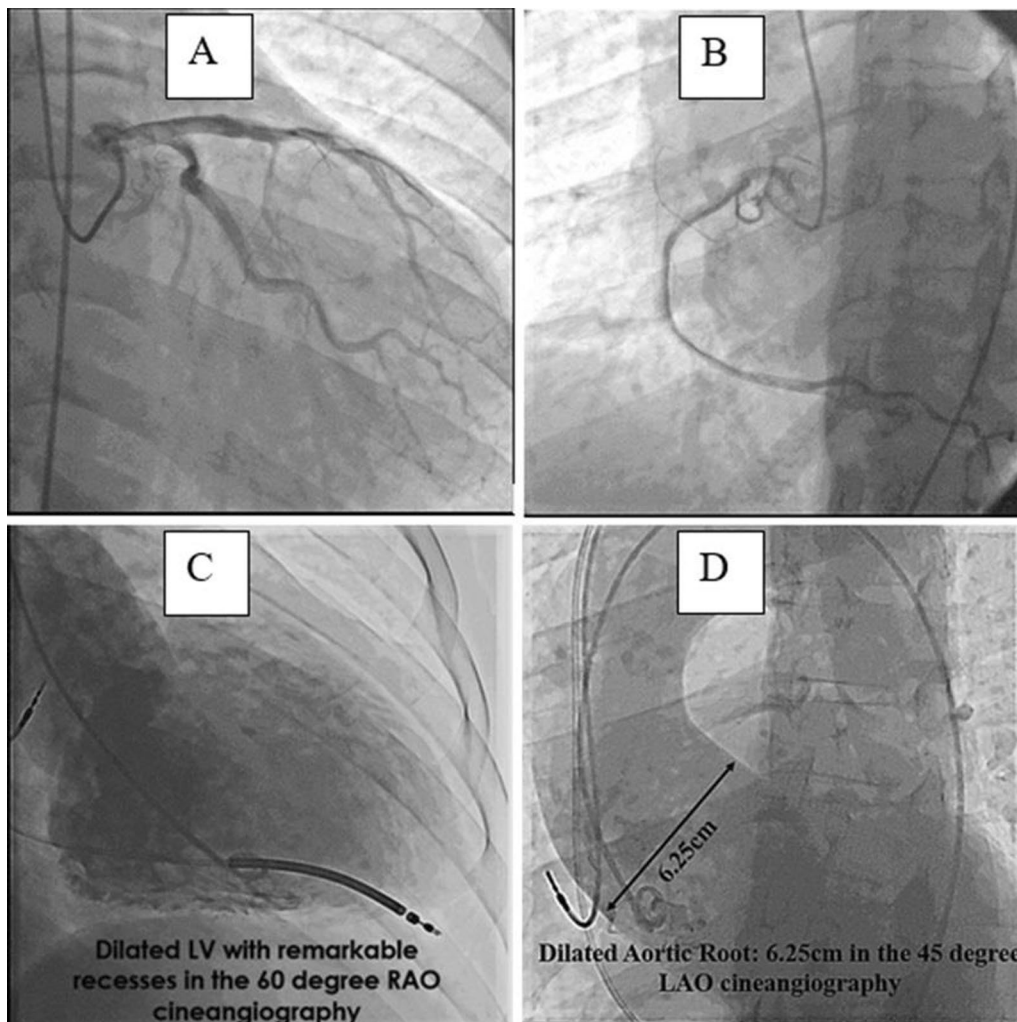 A
B
C
Dilated LV with remarkable
recesses in the 60 degree RAO
cineangiography
D
6.25cm
Dilated Aortic Root: 6.25cm in the 45 degree
LAO cineangiography